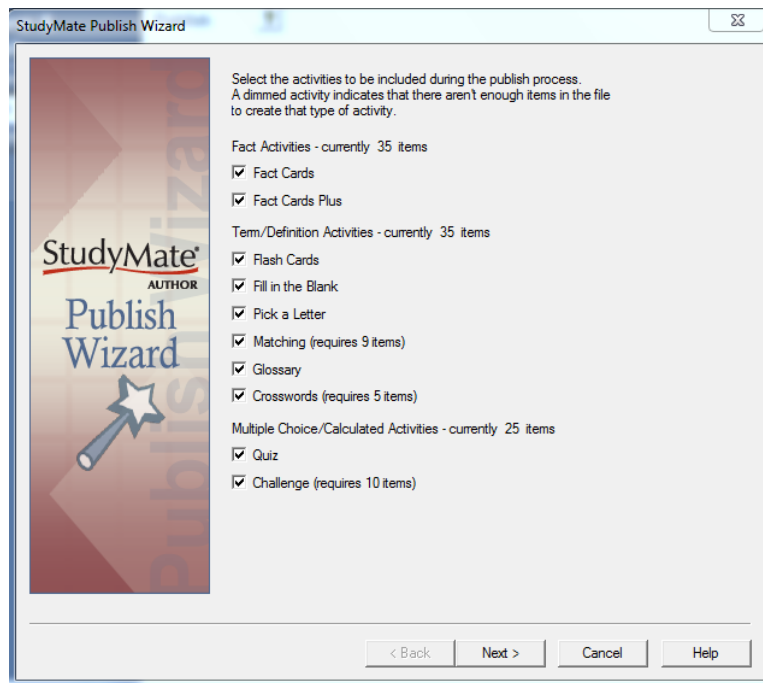 StudyMate Publish Wizard
Select the activities to be included during the publish process.
A dimmed activity indicates that there aren't enough items in the file
to create that type of activity.
Fact Activities - currently 35 items
Fact Cards
Fact Cards Plus
Term/Definition Activities - currently 35 items
Flash Cards
Fill in the Blank
Pick a Letter
Matching (requires 9 items)
Glossary
Crosswords (requires 5 items)
Multiple Choice/Calculated Activities - currently 25 items
Quiz
Challenge (requires 10 items)
Publish Wizard
StudyMate®
AUTHOR
Publish
Wizard
< Back
Next >
Cancel
Help